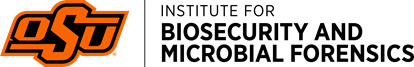 OSU
INSTITUTE FOR
BIOSECURITY AND
MICROBIAL FORENSICS